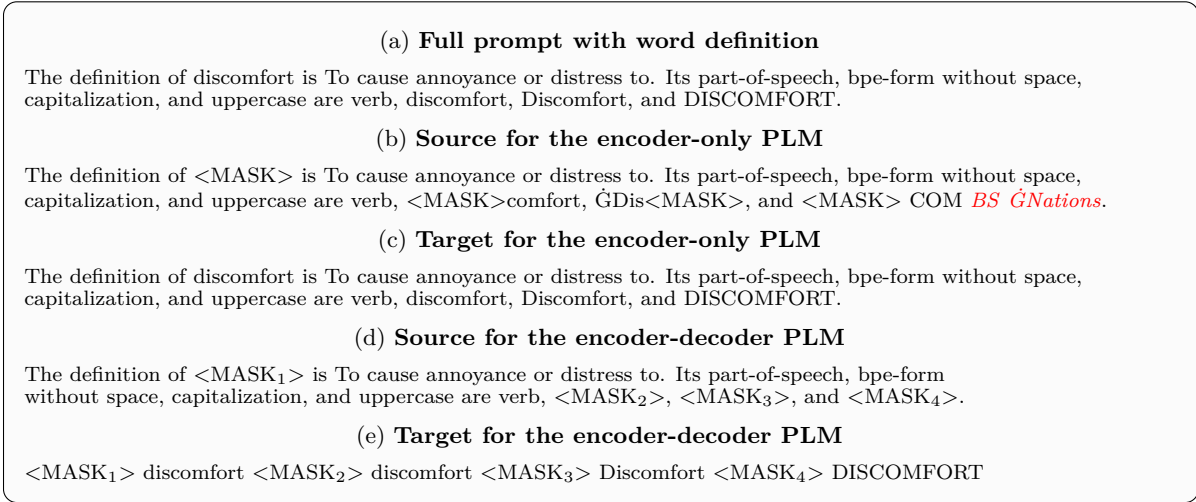 (a) Full prompt with word definition
The definition of discomfort is To cause annoyance or distress to. Its part-of-speech, bpe-form without space,
capitalization, and uppercase are verb, discomfort, Discomfort, and DISCOMFORT.
(b) Source for the encoder-only PLM
The definition of <MASK> is To cause annoyance or distress to. Its part-of-speech, bpe-form without space,
capitalization, and uppercase are verb, <MASK>comfort, ĠDis<MASK>, and <MASK> COM BS ĠNations.
(c) Target for the encoder-only PLM
The definition of discomfort is To cause annoyance or distress to. Its part-of-speech, bpe-form without space,
capitalization, and uppercase are verb, discomfort, Discomfort, and DISCOMFORT.
(d) Source for the encoder-decoder PLM
The definition of <MASK₁> is To cause annoyance or distress to. Its part-of-speech, bpe-form
without space, capitalization, and uppercase are verb, <MASK₂>, <MASK₃>, and <MASK₄>.
(e) Target for the encoder-decoder PLM
<MASK₁> discomfort <MASK₂> discomfort <MASK₃> Discomfort <MASK₄> DISCOMFORT